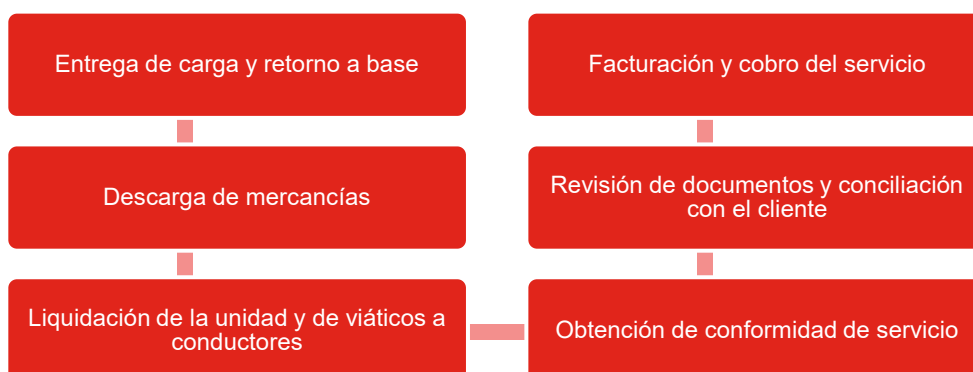 Entrega de carga y retorno a base
Descarga de mercancías
Liquidación de la unidad y de viáticos a
conductores
Obtención de conformidad de servicio
Revisión de documentos y conciliación
con el cliente
Facturación y cobro del servicio